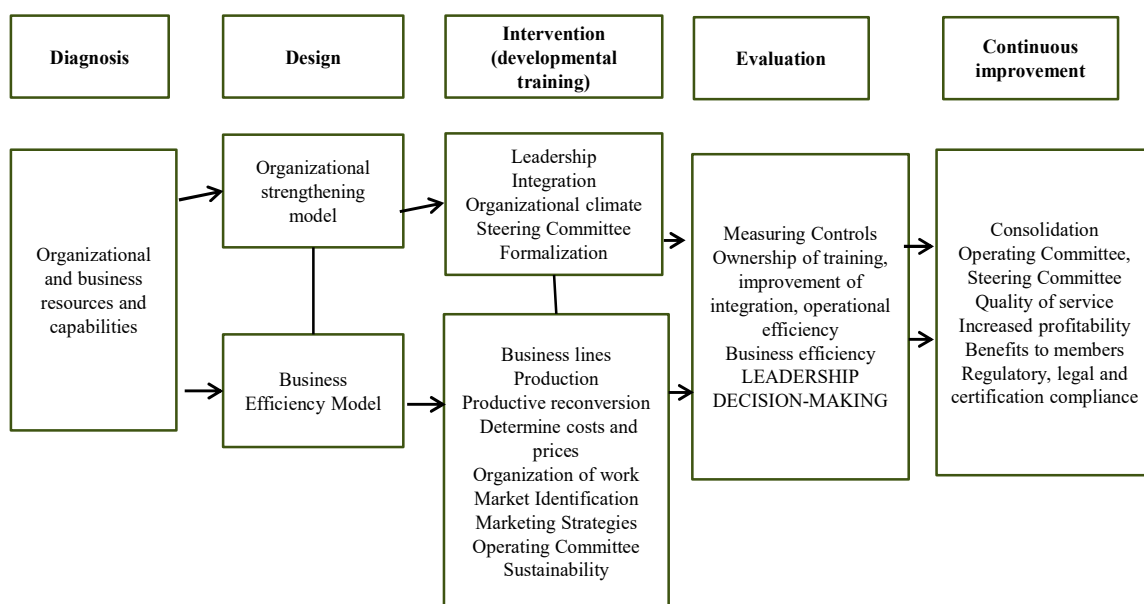 Diagnosis
Design
Intervention
(developmental
training)
Evaluation
Continuous
improvement
Organizational
and business
resources and
capabilities
Organizational
strengthening
model
Business
Efficiency Model
Leadership
Integration
Organizational climate
Steering Committee
Formalization
Business lines
Production
Productive reconversion
Determine costs and
prices
Organization of work
Market Identification
Marketing Strategies
Operating Committee
Sustainability
Measuring Controls
Ownership of training,
improvement of
integration, operational
efficiency
Business efficiency
LEADERSHIP
DECISION-MAKING
Consolidation
Operating Committee,
Steering Committee
Quality of service
Increased profitability
Benefits to members
Regulatory, legal and
certification compliance